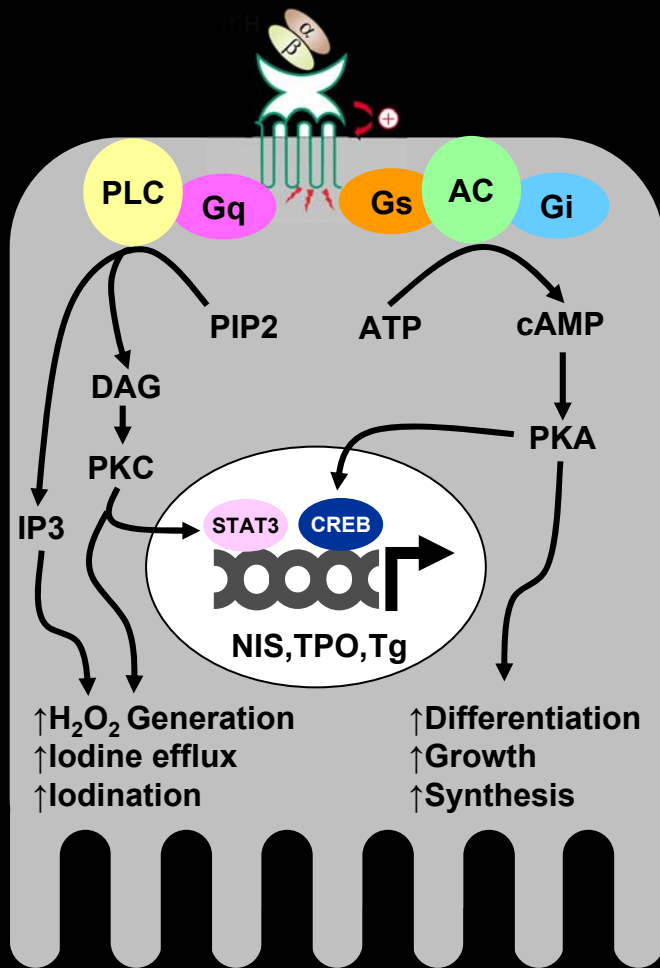 α
β
+
PLC
Gq
Gs
AC
Gi
PIP2
ATP
cAMP
DAG
PKC
PKA
IP3
STAT3
CREB
NIS,TPO,Tg
↑H₂O₂ Generation
↑Iodine efflux
↑Iodination
↑Differentiation
↑Growth
↑Synthesis